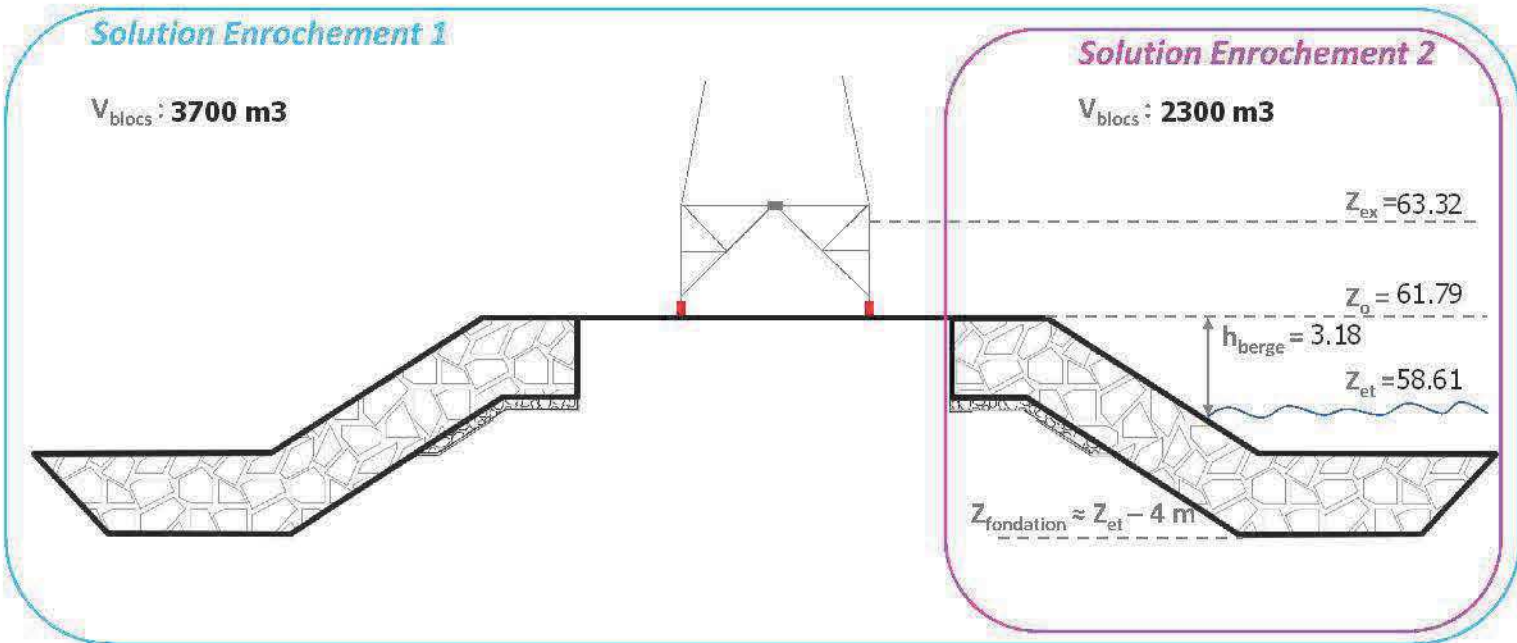 Solution Enrochement 1
V_blocs : 3700 m3
Solution Enrochement 2
V_blocs : 2300 m3
Z_ex =63.32
Z_o = 61.79
h_berge = 3.18
Z_et =58.61
Z_fondation ≈ Z_et – 4 m